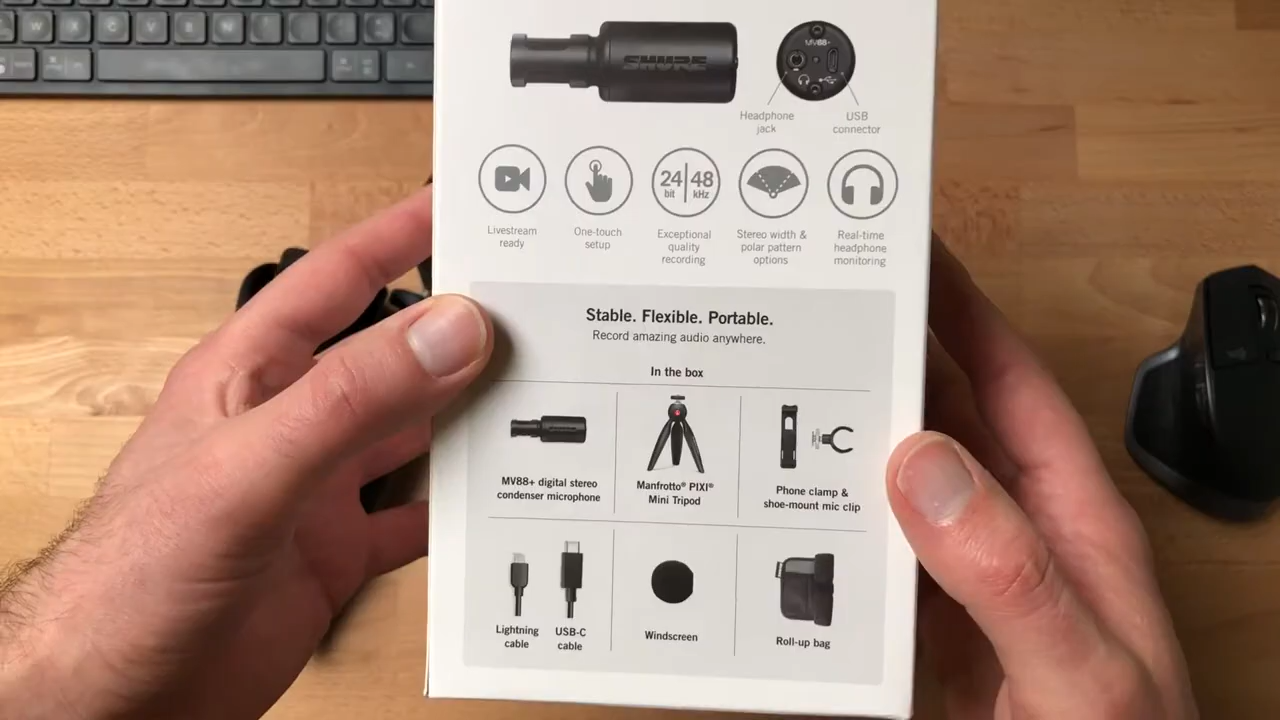 W E R T Y U I
A S D F G H J K
Z X C V B N M
SHURE
MV88+
Headphone
jack
USB
connector
24 bit
48 kHz
Livestream
ready
One-touch
setup
Exceptional
quality
recording
Stereo width &
polar pattern
options
Real-time
headphone
monitoring
Stable. Flexible. Portable.
Record amazing audio anywhere.
In the box
MV88+ digital stereo
condenser microphone
Manfrotto® PIXI®
Mini Tripod
Phone clamp &
shoe-mount mic clip
Lightning
cable
USB-C
cable
Windscreen
Roll-up bag